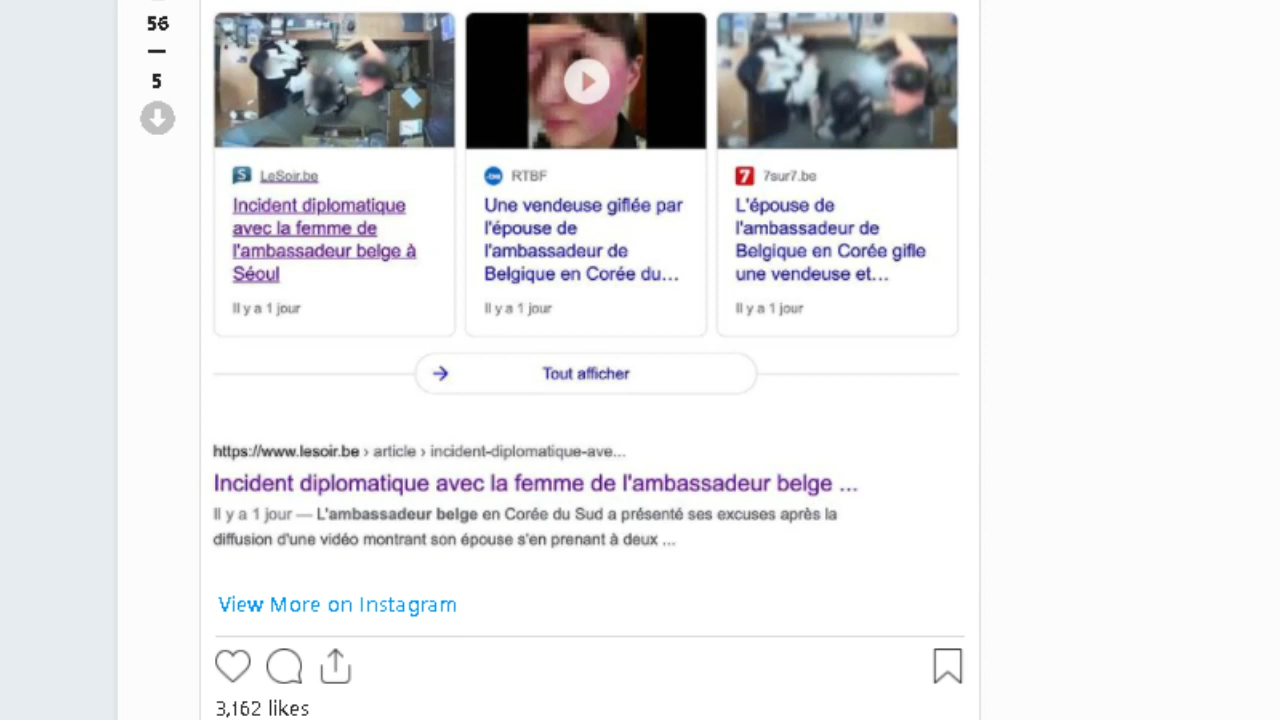 56
5
LeSoir.be
Incident diplomatique
avec la femme de
l'ambassadeur belge à
Séoul
Il y a 1 jour
RTBF
Une vendeuse giflée par
l'épouse de
l'ambassadeur de
Belgique en Corée du...
Il y a 1 jour
7
7sur7.be
L'épouse de
l'ambassadeur de
Belgique en Corée gifle
une vendeuse et...
Il y a 1 jour
Tout afficher
https://www.lesoir.be › article › incident-diplomatique-ave...
Incident diplomatique avec la femme de l'ambassadeur belge ...
Il y a 1 jour — L'ambassadeur belge en Corée du Sud a présenté ses excuses après la
diffusion d'une vidéo montrant son épouse s'en prenant à deux ...
View More on Instagram
3,162 likes